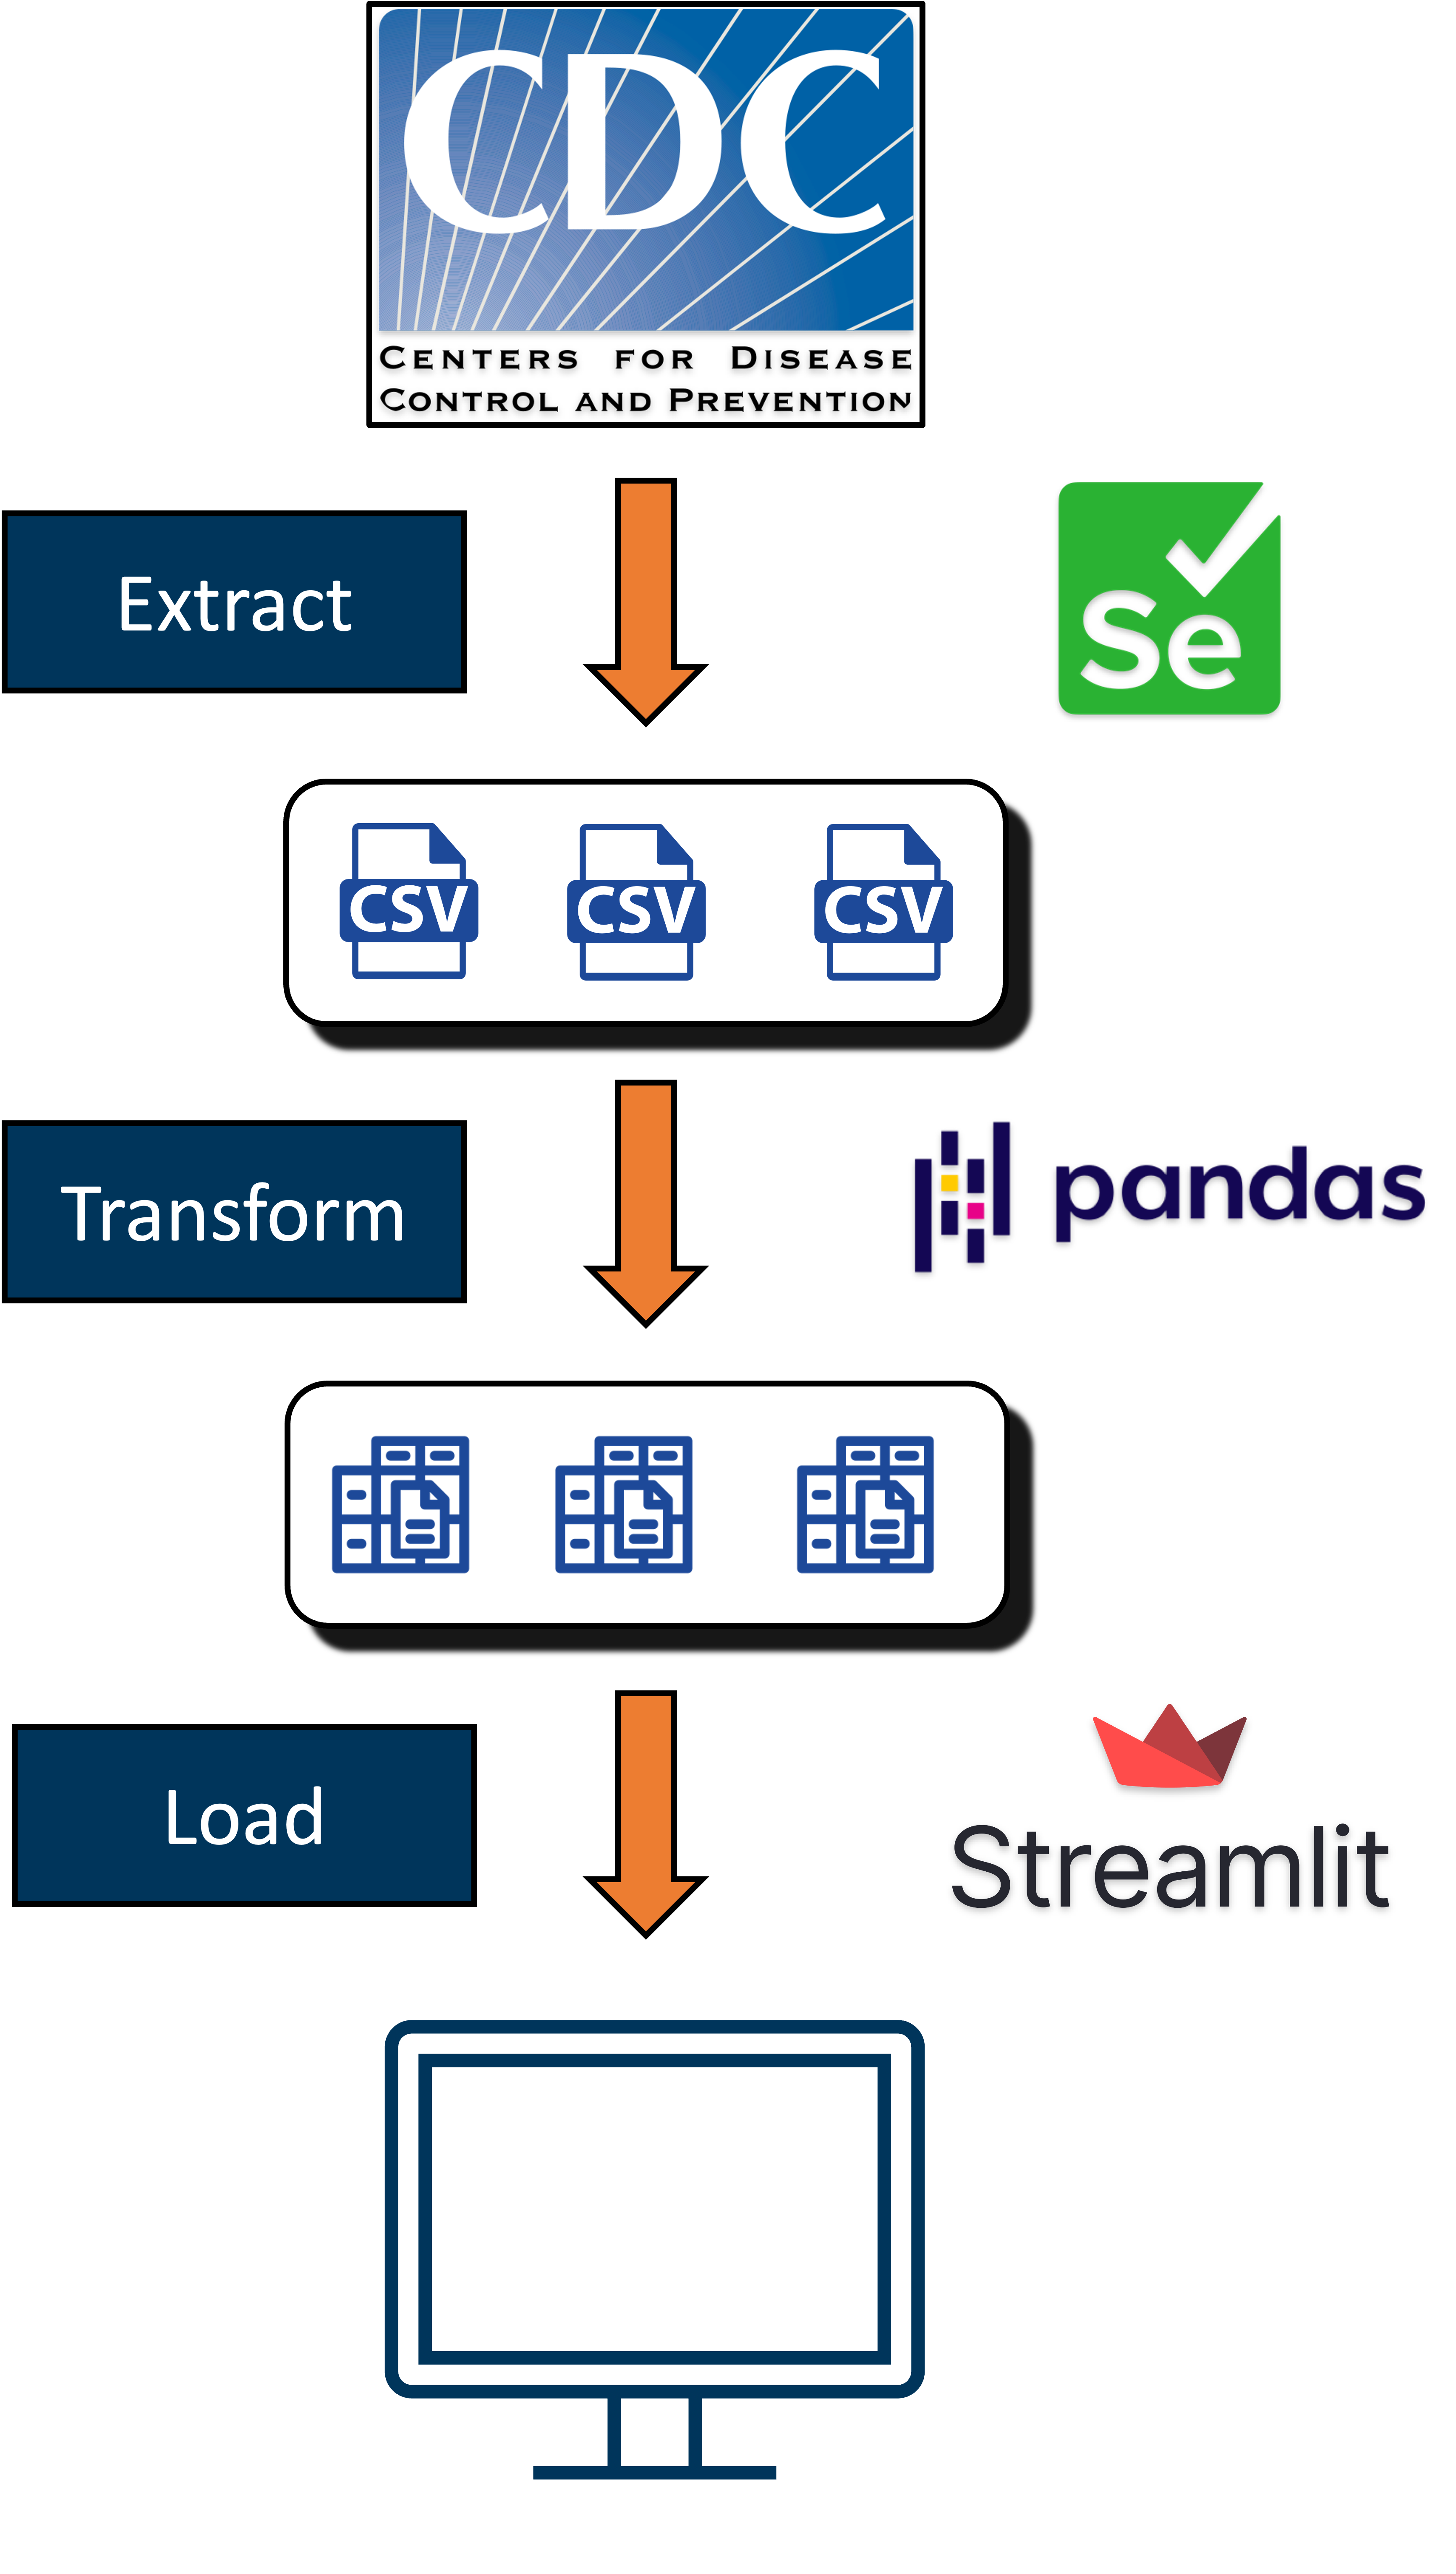 CDC
CENTERS FOR DISEASE
CONTROL AND PREVENTION
Extract
Se
CSV CSV CSV
Transform
pandas
Load
Streamlit